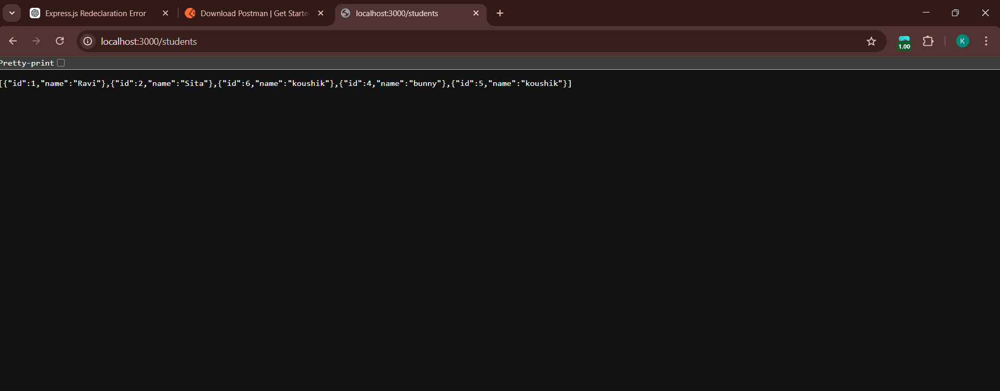 Express.js Redeclaration Error
Download Postman | Get Starte
localhost:3000/students
localhost:3000/students
1.00
K
Pretty-print
[{"id":1,"name":"Ravi"},{"id":2,"name":"Sita"},{"id":6,"name":"koushik"},{"id":4,"name":"bunny"},{"id":5,"name":"koushik"}]